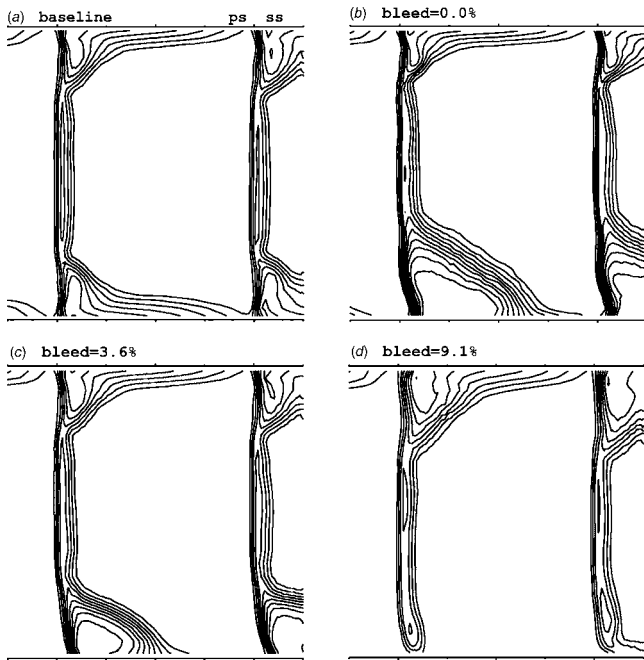 (a) baseline ps ss
(b) bleed=0.0%
(c) bleed=3.6%
(d) bleed=9.1%